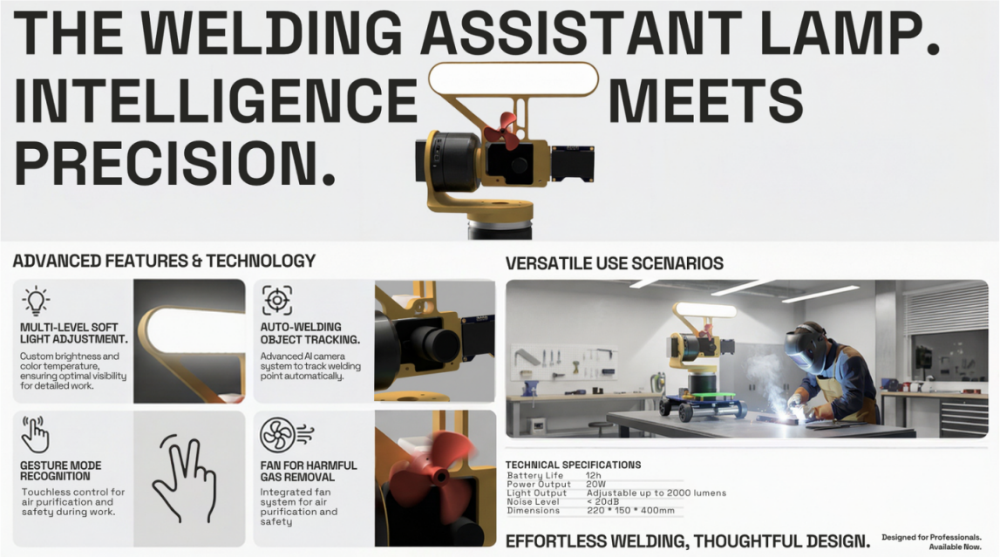 THE WELDING ASSISTANT LAMP.
INTELLIGENCE MEETS
PRECISION.
ADVANCED FEATURES & TECHNOLOGY
MULTI-LEVEL SOFT
LIGHT ADJUSTMENT.
Custom brightness and
color temperature,
ensuring optimal visibility
for detailed work.
AUTO-WELDING
OBJECT TRACKING.
Advanced AI camera
system to track welding
point automatically.
GESTURE MODE
RECOGNITION
Touchless control for
air purification and
safety during work.
FAN FOR HARMFUL
GAS REMOVAL
Integrated fan
system for air
purification and
safety
VERSATILE USE SCENARIOS
TECHNICAL SPECIFICATIONS
Battery Life 12h
Power Output 20W
Light Output Adjustable up to 2000 lumens
Noise Level < 20dB
Dimensions 220 * 150 * 400mm
EFFORTLESS WELDING, THOUGHTFUL DESIGN.
Designed for Professionals.
Available Now.